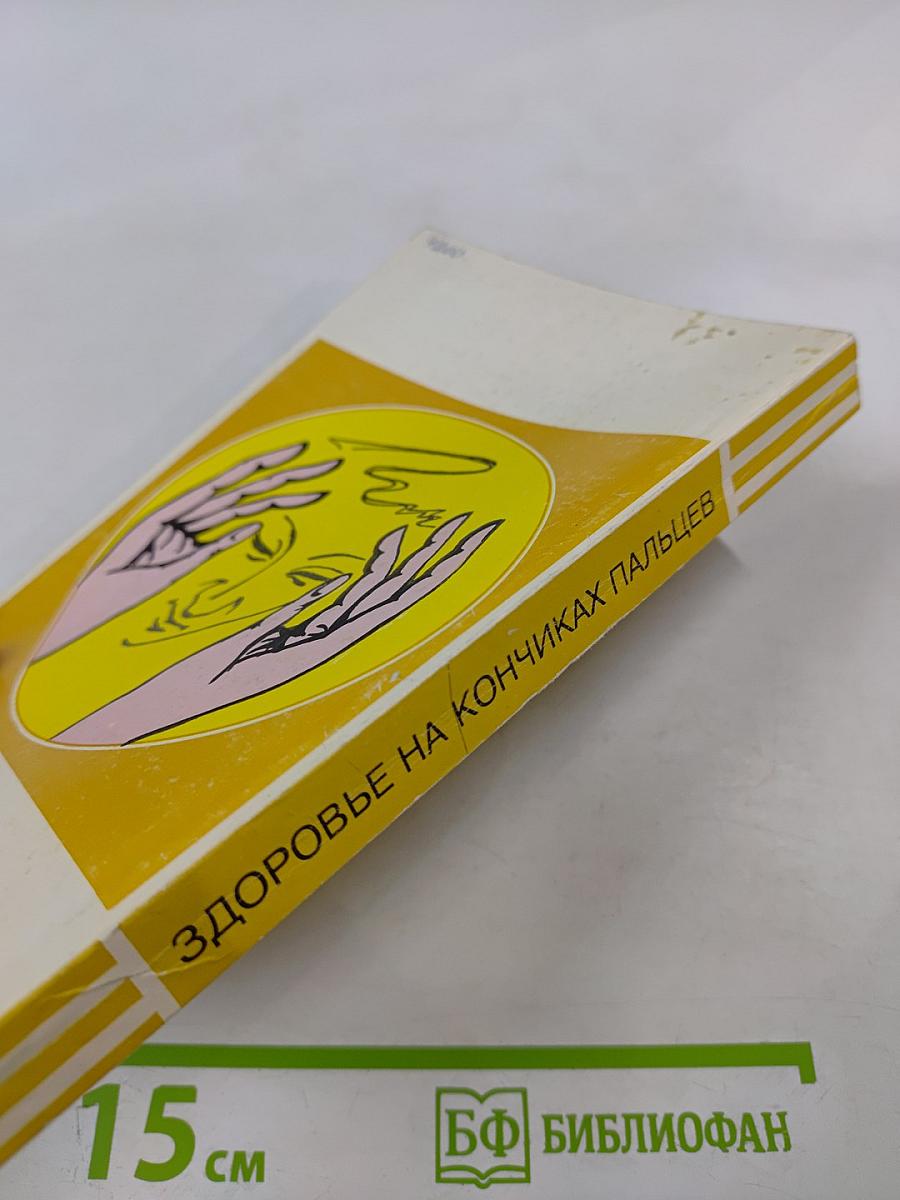 ЗДОРОВЬЕ НА КОНЧИКАХ ПАЛЬЦЕВ
15 см
БФ БИБЛИОФАН